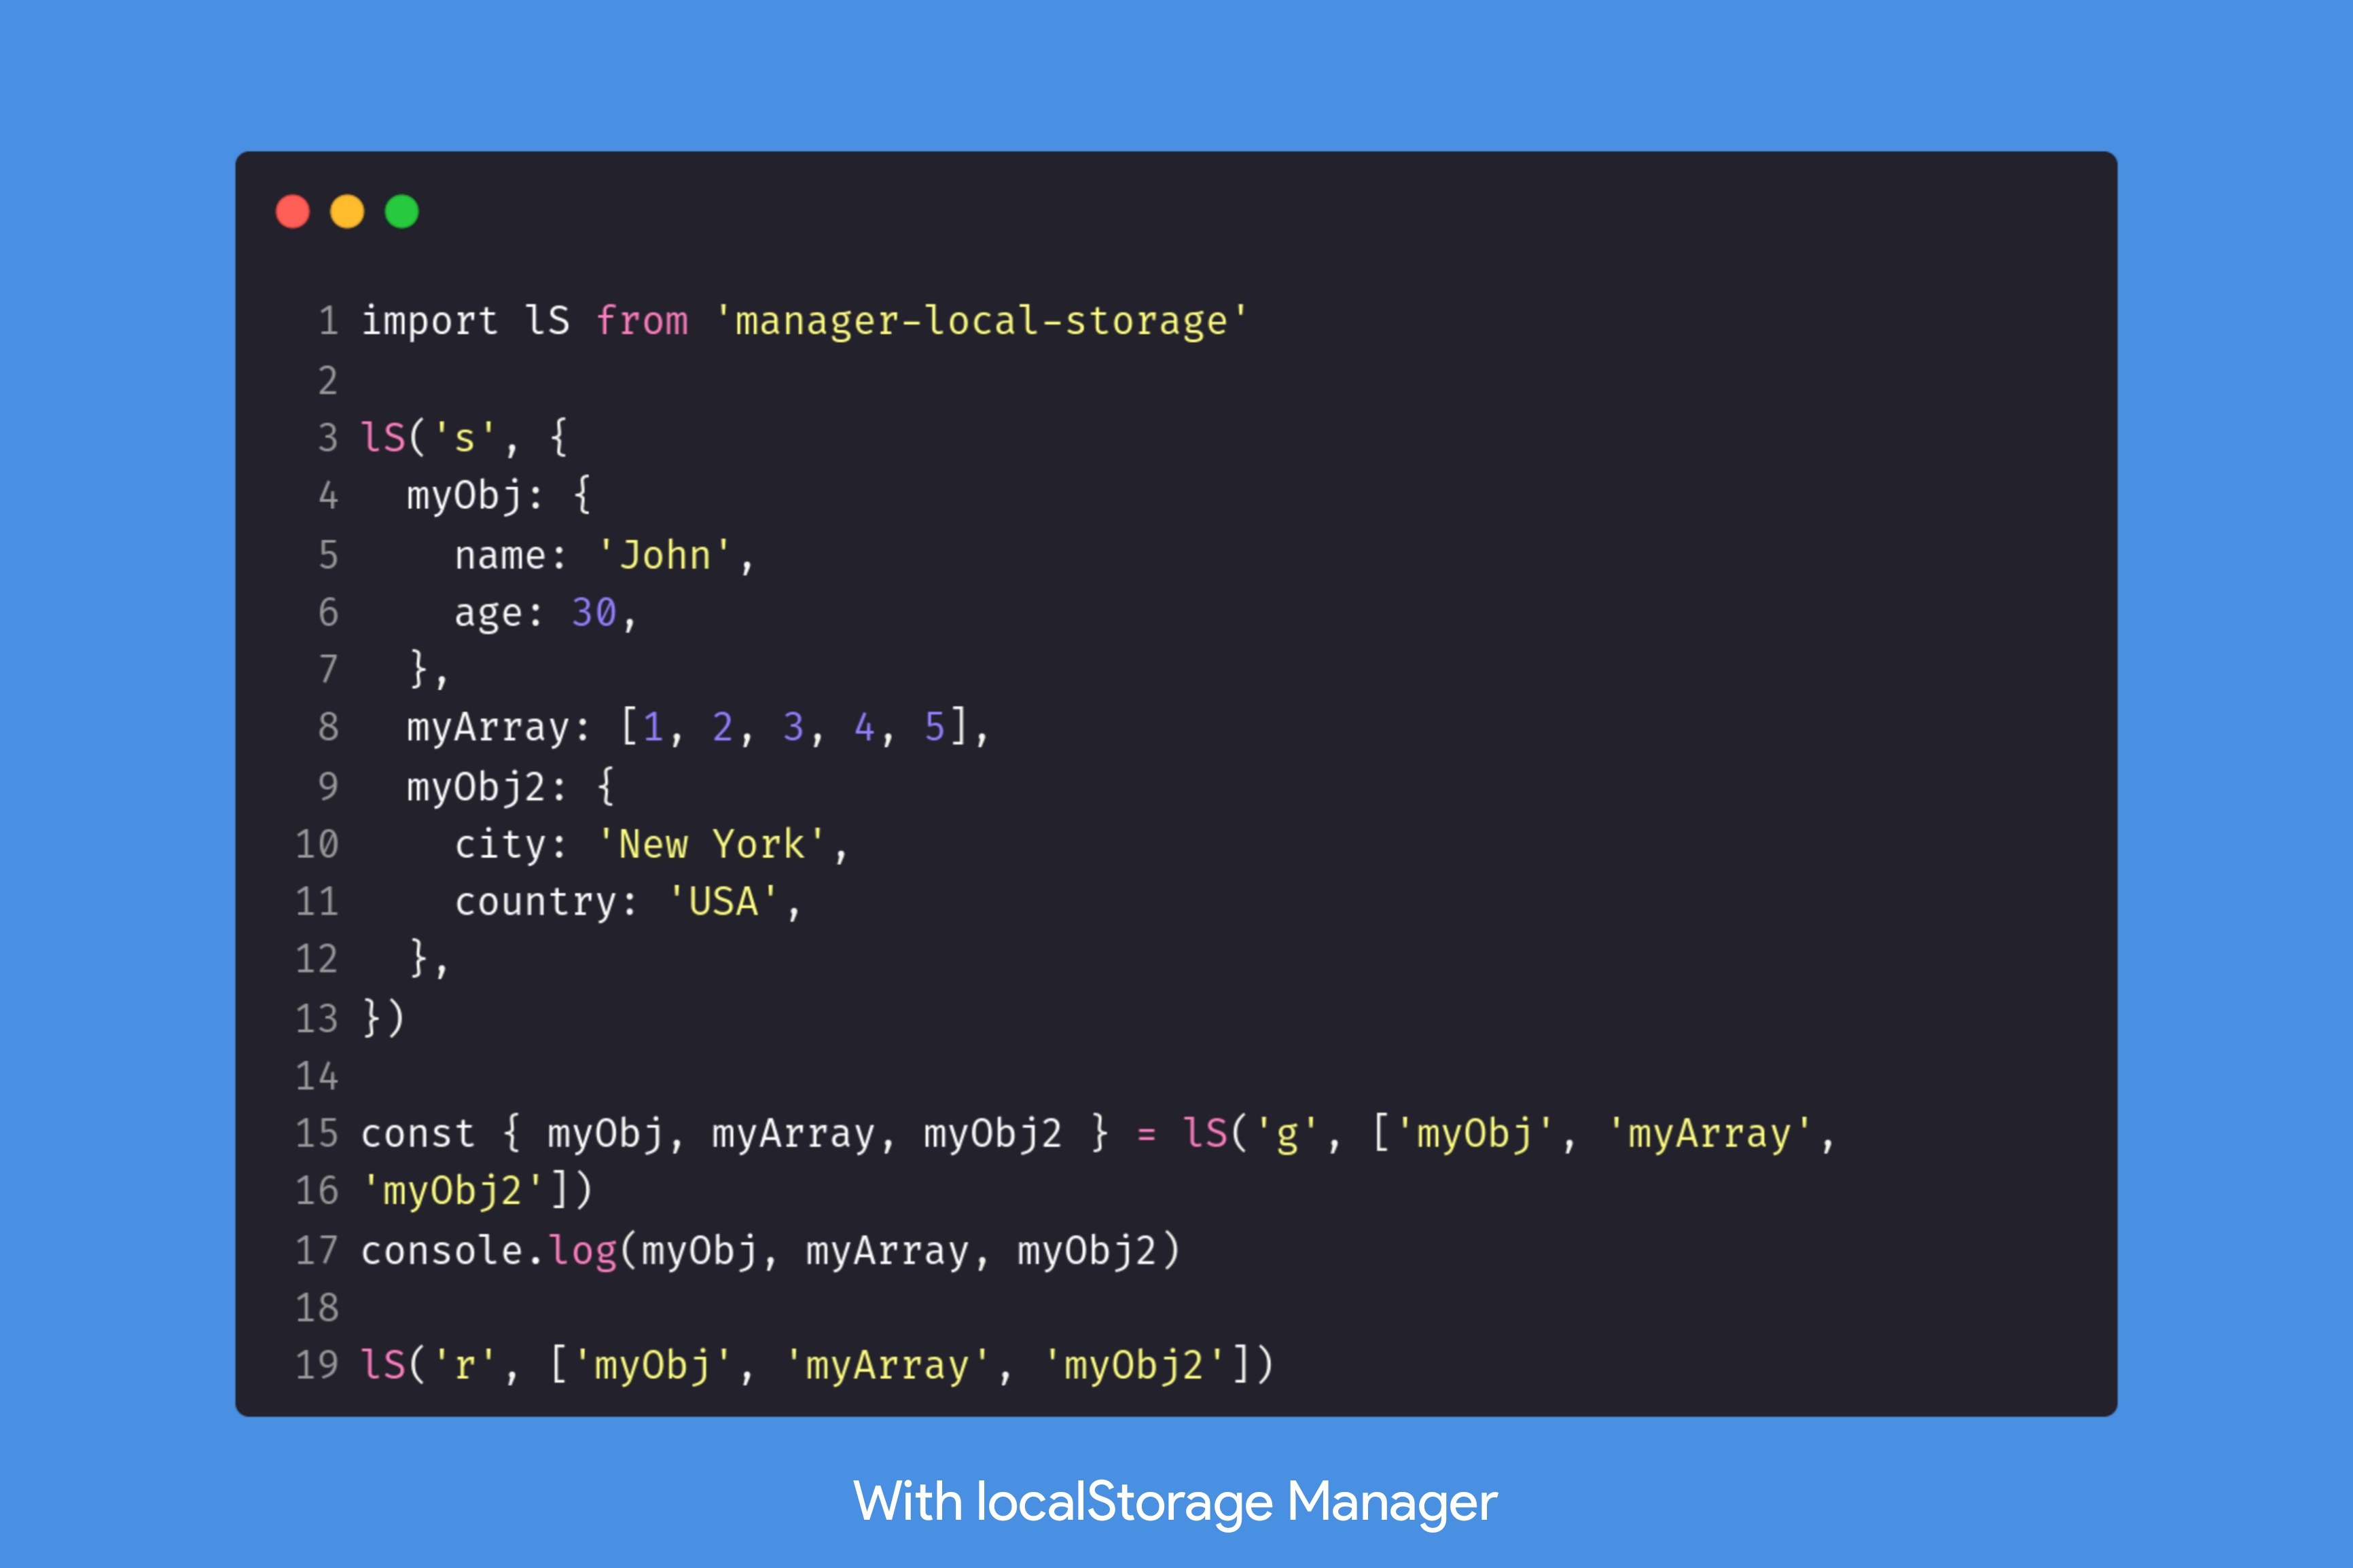 1 import lS from 'manager-local-storage'
2
3 lS('s', {
4   myObj: {
5     name: 'John',
6     age: 30,
7   },
8   myArray: [1, 2, 3, 4, 5],
9   myObj2: {
10     city: 'New York',
11     country: 'USA',
12   },
13 })
14
15 const { myObj, myArray, myObj2 } = lS('g', ['myObj', 'myArray',
16 'myObj2'])
17 console.log(myObj, myArray, myObj2)
18
19 lS('r', ['myObj', 'myArray', 'myObj2'])
With localStorage Manager